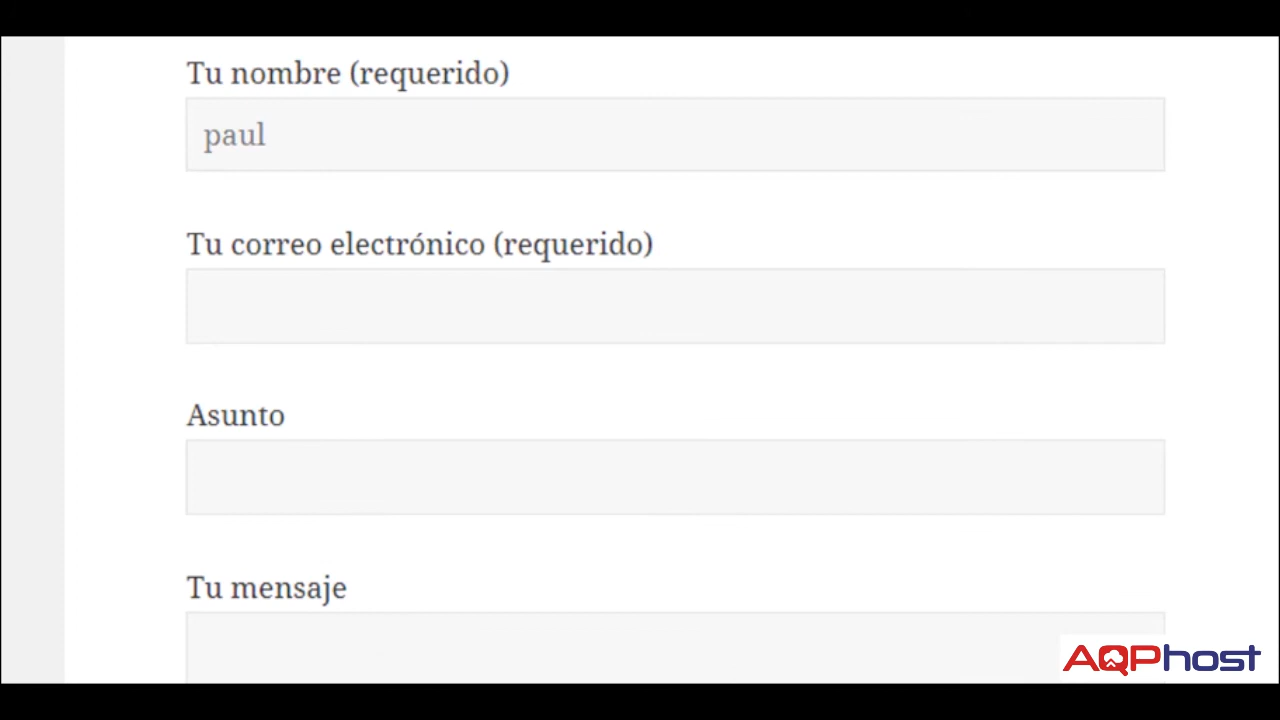 Tu nombre (requerido)
paul
Tu correo electrónico (requerido)
Asunto
Tu mensaje
AQPhost